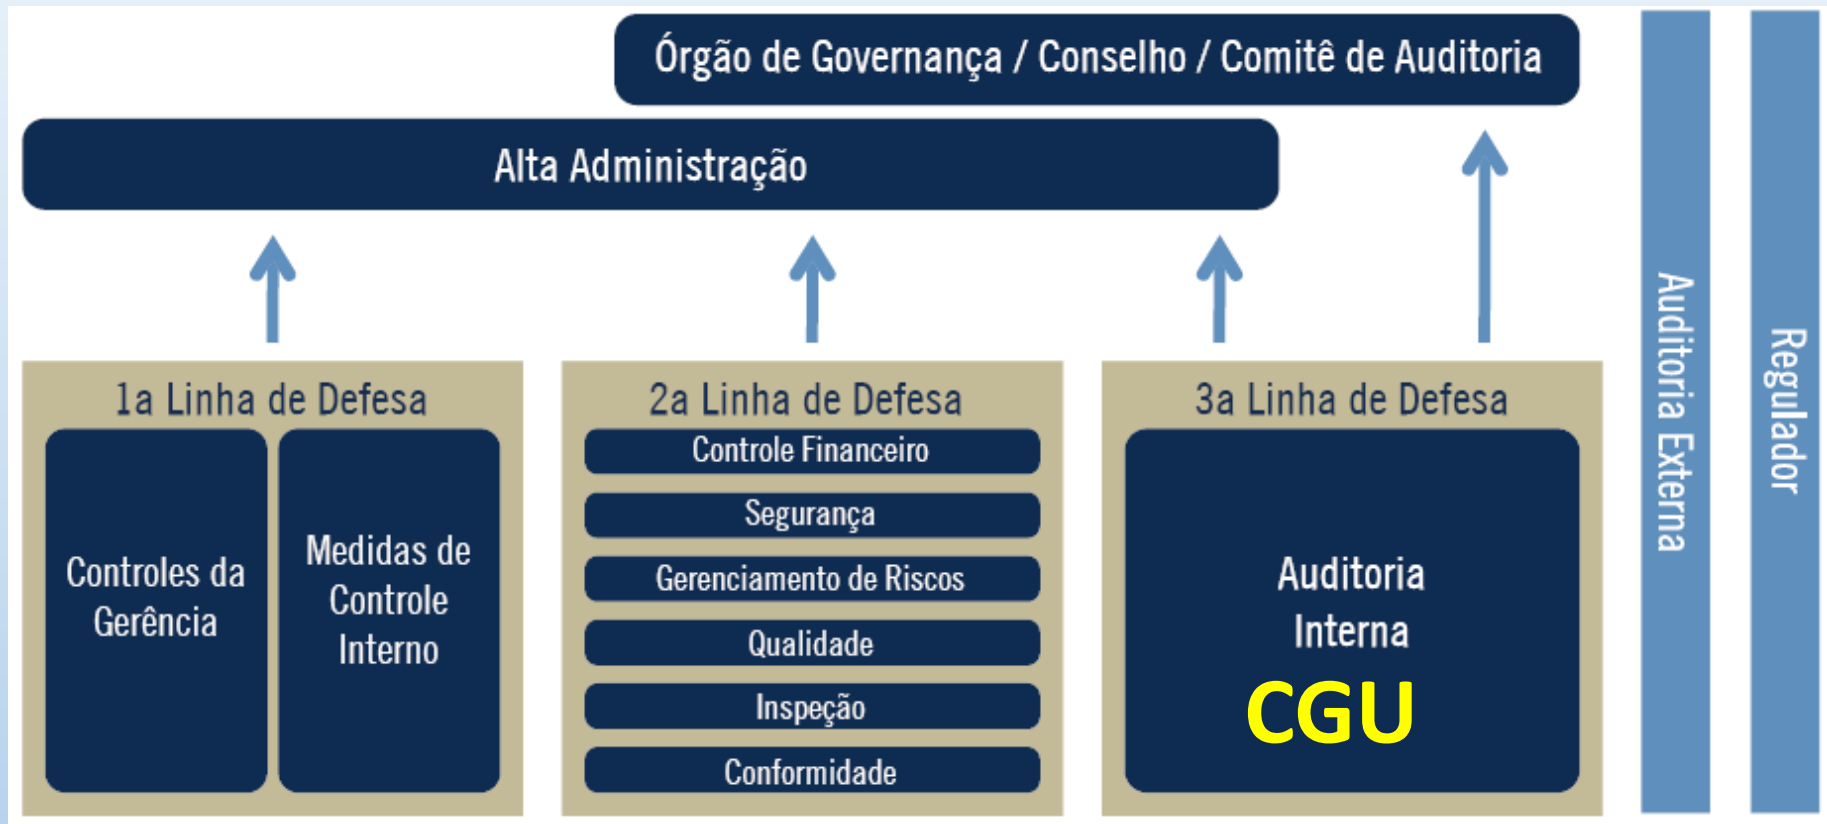 Órgão de Governança / Conselho / Comitê de Auditoria
Alta Administração
1a Linha de Defesa
Controles da
Gerência
Medidas de
Controle
Interno
2a Linha de Defesa
Controle Financeiro
Segurança
Gerenciamento de Riscos
Qualidade
Inspeção
Conformidade
3a Linha de Defesa
Auditoria
Interna
CGU
Auditoria Externa
Regulador